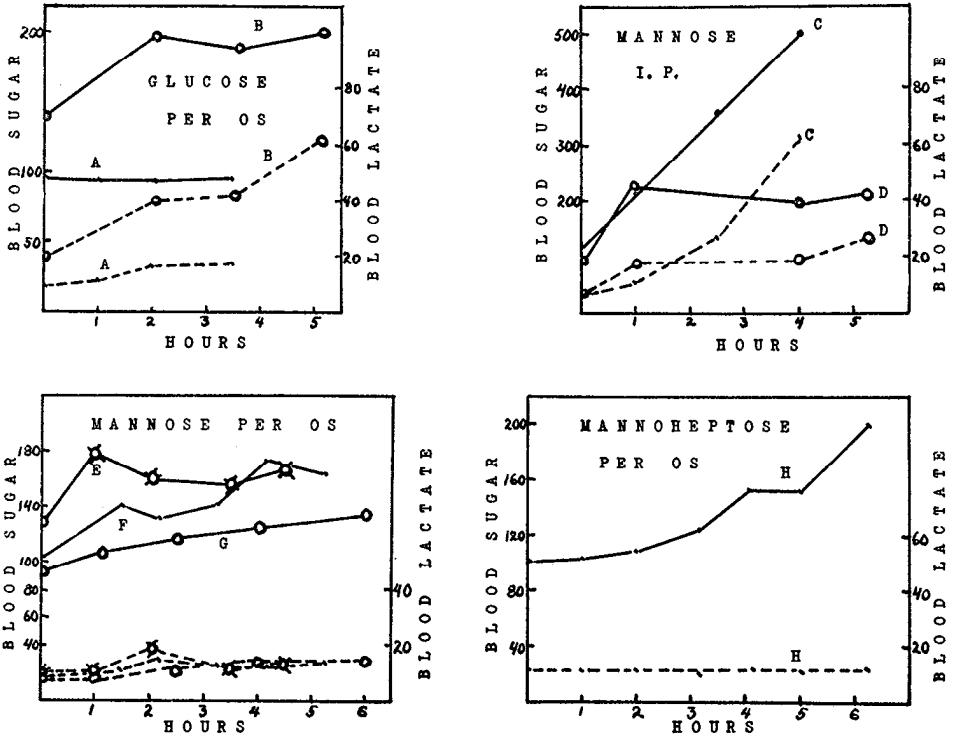 200
B
GLUCOSE
PER OS
80
60
A
B
100
40
50
A
20
1 2 3 4 5
HOURS
BLOOD SUGAR
BLOOD LACTATE
500
MANNOSE
I. P.
C
400
80
300
C
60
200
D
40
D
20
1 2 3 4 5
HOURS
BLOOD SUGAR
BLOOD LACTATE
MANNOSE PER OS
180
E
140
F
G
100
80
40
60
40
20
1 2 3 4 5 6
HOURS
BLOOD SUGAR
BLOOD LACTATE
200
MANNOHEPTOSE
PER OS
160
H
120
60
80
40
40
H
20
1 2 3 4 5 6
HOURS
BLOOD SUGAR
BLOOD LACTATE